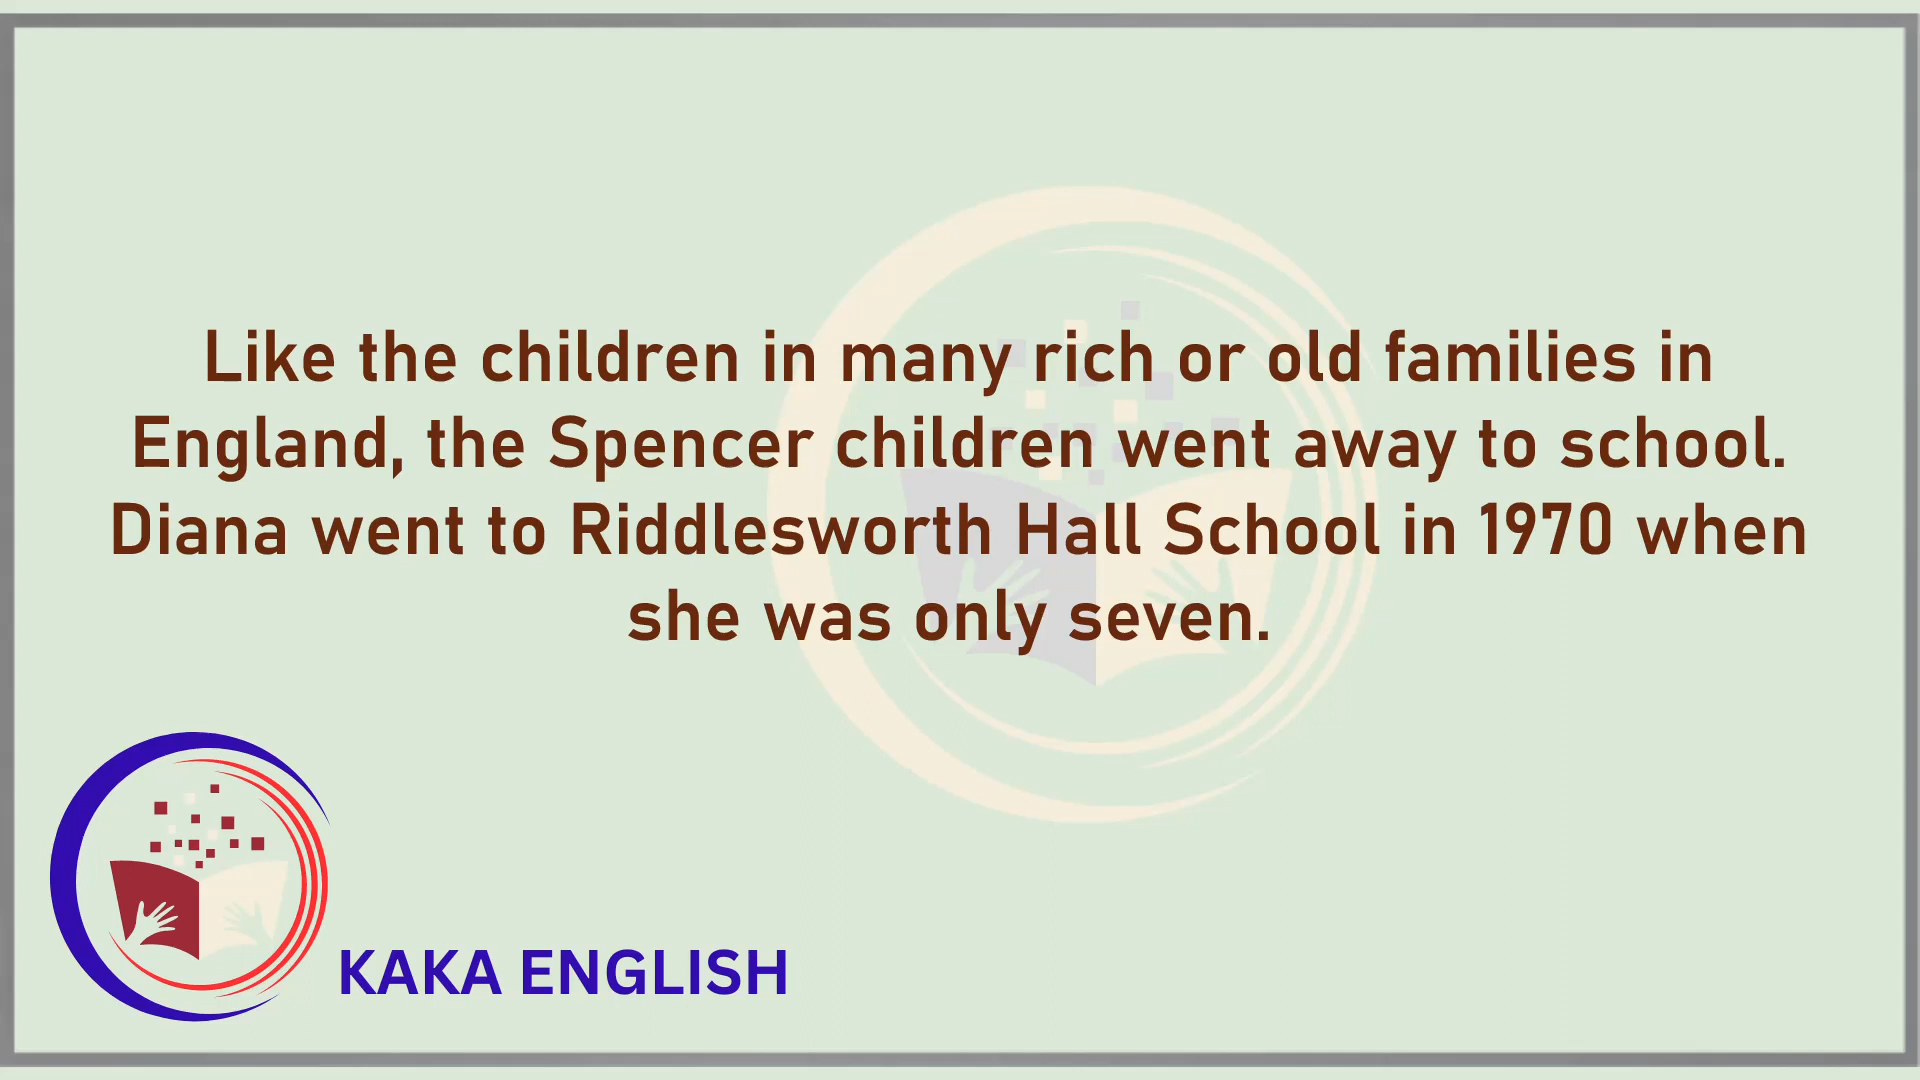 Like the children in many rich or old families in
England, the Spencer children went away to school.
Diana went to Riddlesworth Hall School in 1970 when
she was only seven.
KAKA ENGLISH